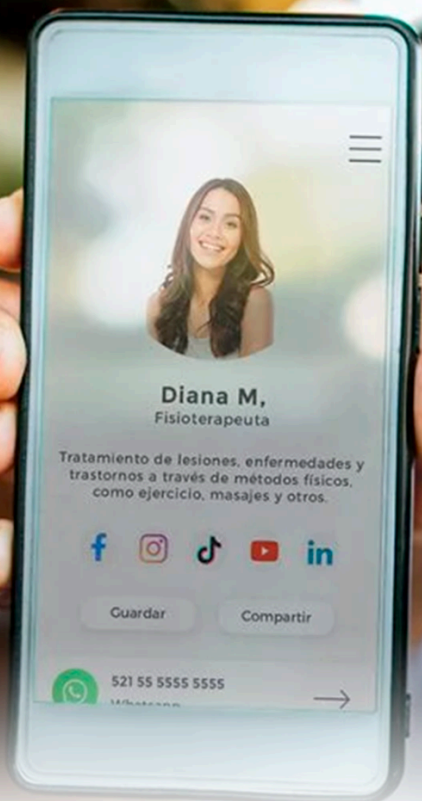 Diana M,
Fisioterapeuta
Tratamiento de lesiones, enfermedades y
trastornos a través de métodos físicos,
como ejercicio, masajes y otros.
Guardar
Compartir
521 55 5555 5555
Whatsapp